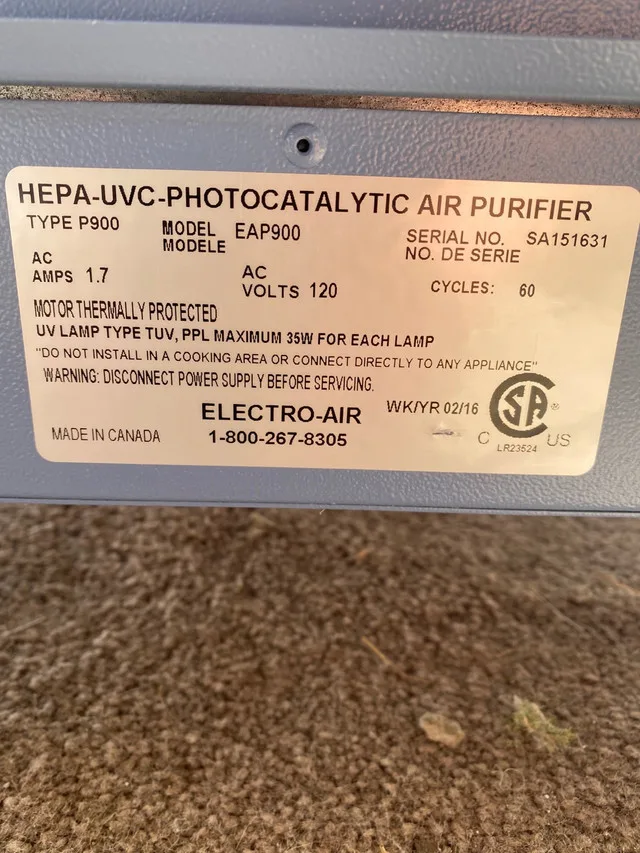 HEPA-UVC-PHOTOCATALYTIC AIR PURIFIER
TYPE P900 MODEL EAP900 SERIAL NO. SA151631
MODELE NO. DE SERIE
AC AC
AMPS 1.7 VOLTS 120 CYCLES: 60
MOTOR THERMALLY PROTECTED
UV LAMP TYPE TUV, PPL MAXIMUM 35W FOR EACH LAMP
"DO NOT INSTALL IN A COOKING AREA OR CONNECT DIRECTLY TO ANY APPLIANCE"
WARNING: DISCONNECT POWER SUPPLY BEFORE SERVICING.
ELECTRO-AIR WK/YR 02/16 SA ®
MADE IN CANADA 1-800-267-8305 C US
LR23524